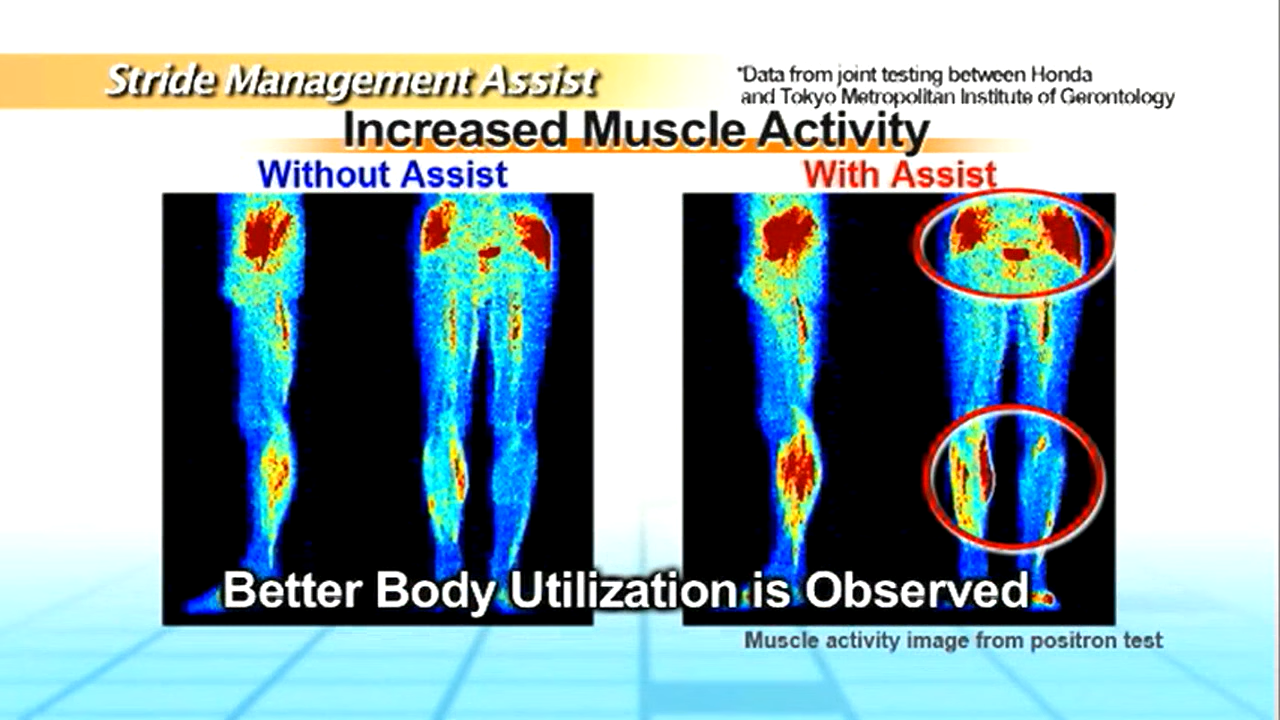 Stride Management Assist
*Data from joint testing between Honda
and Tokyo Metropolitan Institute of Gerontology
Increased Muscle Activity
Without Assist
With Assist
Better Body Utilization is Observed
Muscle activity image from positron test